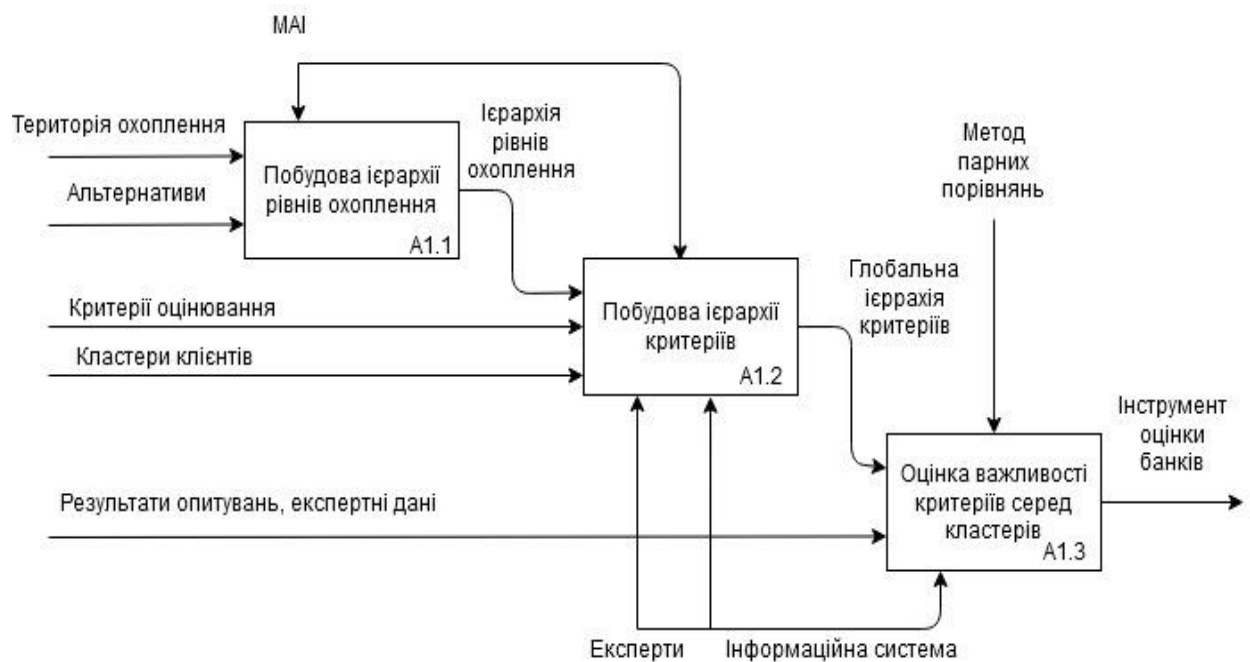 МАІ
Територія охоплення
Альтернативи
Побудова ієрархії
рівнів охоплення
А1.1
Ієрархія
рівнів
охоплення
Метод
парних
порівнянь
Критерії оцінювання
Кластери клієнтів
Побудова ієрархії
критеріїв
А1.2
Глобальна
ієррахія
критеріїв
Результати опитувань, експертні дані
Оцінка важливості
критеріїв серед
кластерів
А1.3
Інструмент
оцінки
банків
Експерти
Інформаційна система